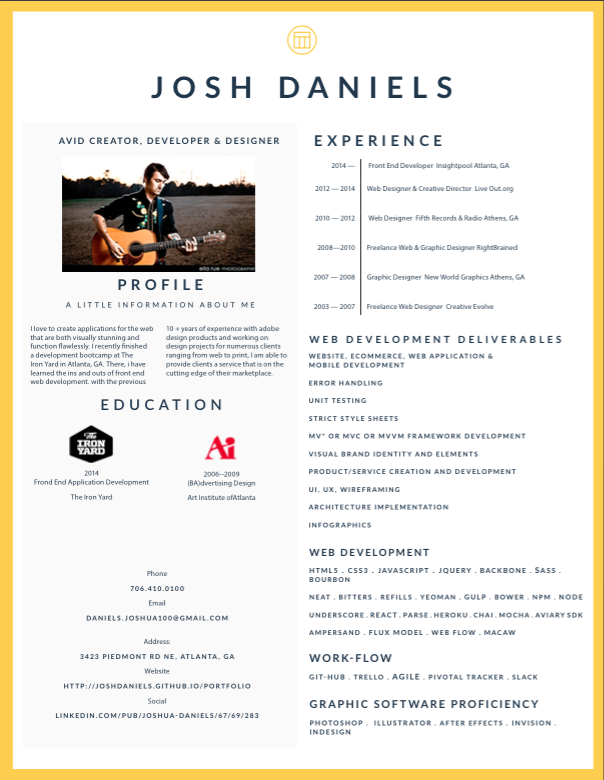 JOSH DANIELS
AVID CREATOR, DEVELOPER & DESIGNER
ella rue PHOTOGRAPHY
PROFILE
A LITTLE INFORMATION ABOUT ME
I love to create applications for the web
that are both visually stunning and
function flawlessly. I recently finished
a development bootcamp at The
Iron Yard in Atlanta, GA. There, i have
learned the ins and outs of front end
web development. with the previous
10 + years of experience with adobe
design products and working on
design projects for numerous clients
ranging from web to print, I am able to
provide clients a service that is on the
cutting edge of their marketplace.
EDUCATION
The
IRON
YARD
2014
Frond End Application Development
The Iron Yard
Ai
2006--2009
(BA)dvertising Design
Art Institute ofAtlanta
Phone
706.410.0100
Email
DANIELS.JOSHUA100@GMAIL.COM
Address:
3423 PIEDMONT RD NE, ATLANTA, GA
Website
HTTP://JOSHDANIELS.GITHUB.IO/PORTFOLIO
Social
LINKEDIN.COM/PUB/JOSHUA-DANIELS/67/69/283
EXPERIENCE
2014 — Front End Developer Insightpool Atlanta, GA
2012 — 2014 Web Designer & Creative Director Live Out.org
2010 — 2012 Web Designer Fifth Records & Radio Athens, GA
2008—2010 Freelance Web & Graphic Designer RightBrained
2007 — 2008 Graphic Designer New World Graphics Athens, GA
2003 — 2007 Freelance Web Designer Creative Evolve
WEB DEVELOPMENT DELIVERABLES
WEBSITE, ECOMMERCE, WEB APPLICATION &
MOBILE DEVELOPMENT
ERROR HANDLING
UNIT TESTING
STRICT STYLE SHEETS
MV* OR MVC OR MVVM FRAMEWORK DEVELOPMENT
VISUAL BRAND IDENTITY AND ELEMENTS
PRODUCT/SERVICE CREATION AND DEVELOPMENT
UI, UX, WIREFRAMING
ARCHITECTURE IMPLEMENTATION
INFOGRAPHICS
WEB DEVELOPMENT
HTML5 . CSS3 . JAVASCRIPT . JQUERY . BACKBONE . SASS .
BOURBON
NEAT . BITTERS . REFILLS . YEOMAN . GULP . BOWER . NPM . NODE
UNDERSCORE . REACT . PARSE . HEROKU . CHAI . MOCHA . AVIARY SDK
AMPERSAND . FLUX MODEL . WEB FLOW . MACAW
WORK-FLOW
GIT-HUB . TRELLO . AGILE . PIVOTAL TRACKER . SLACK
GRAPHIC SOFTWARE PROFICIENCY
PHOTOSHOP . ILLUSTRATOR . AFTER EFFECTS . INVISION .
INDESIGN